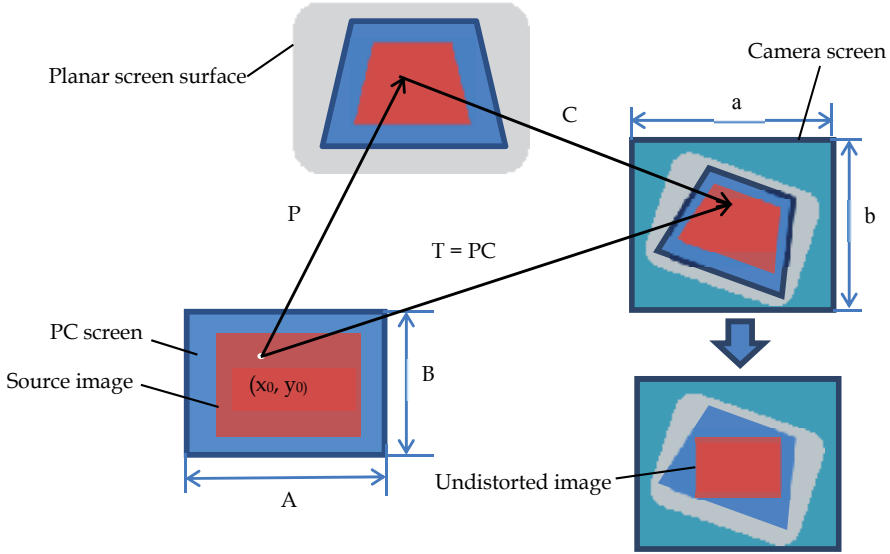 Camera screen
Planar screen surface
a
C
b
P
T = PC
PC screen
B
Source image
(x₀, y₀)
Undistorted image
A